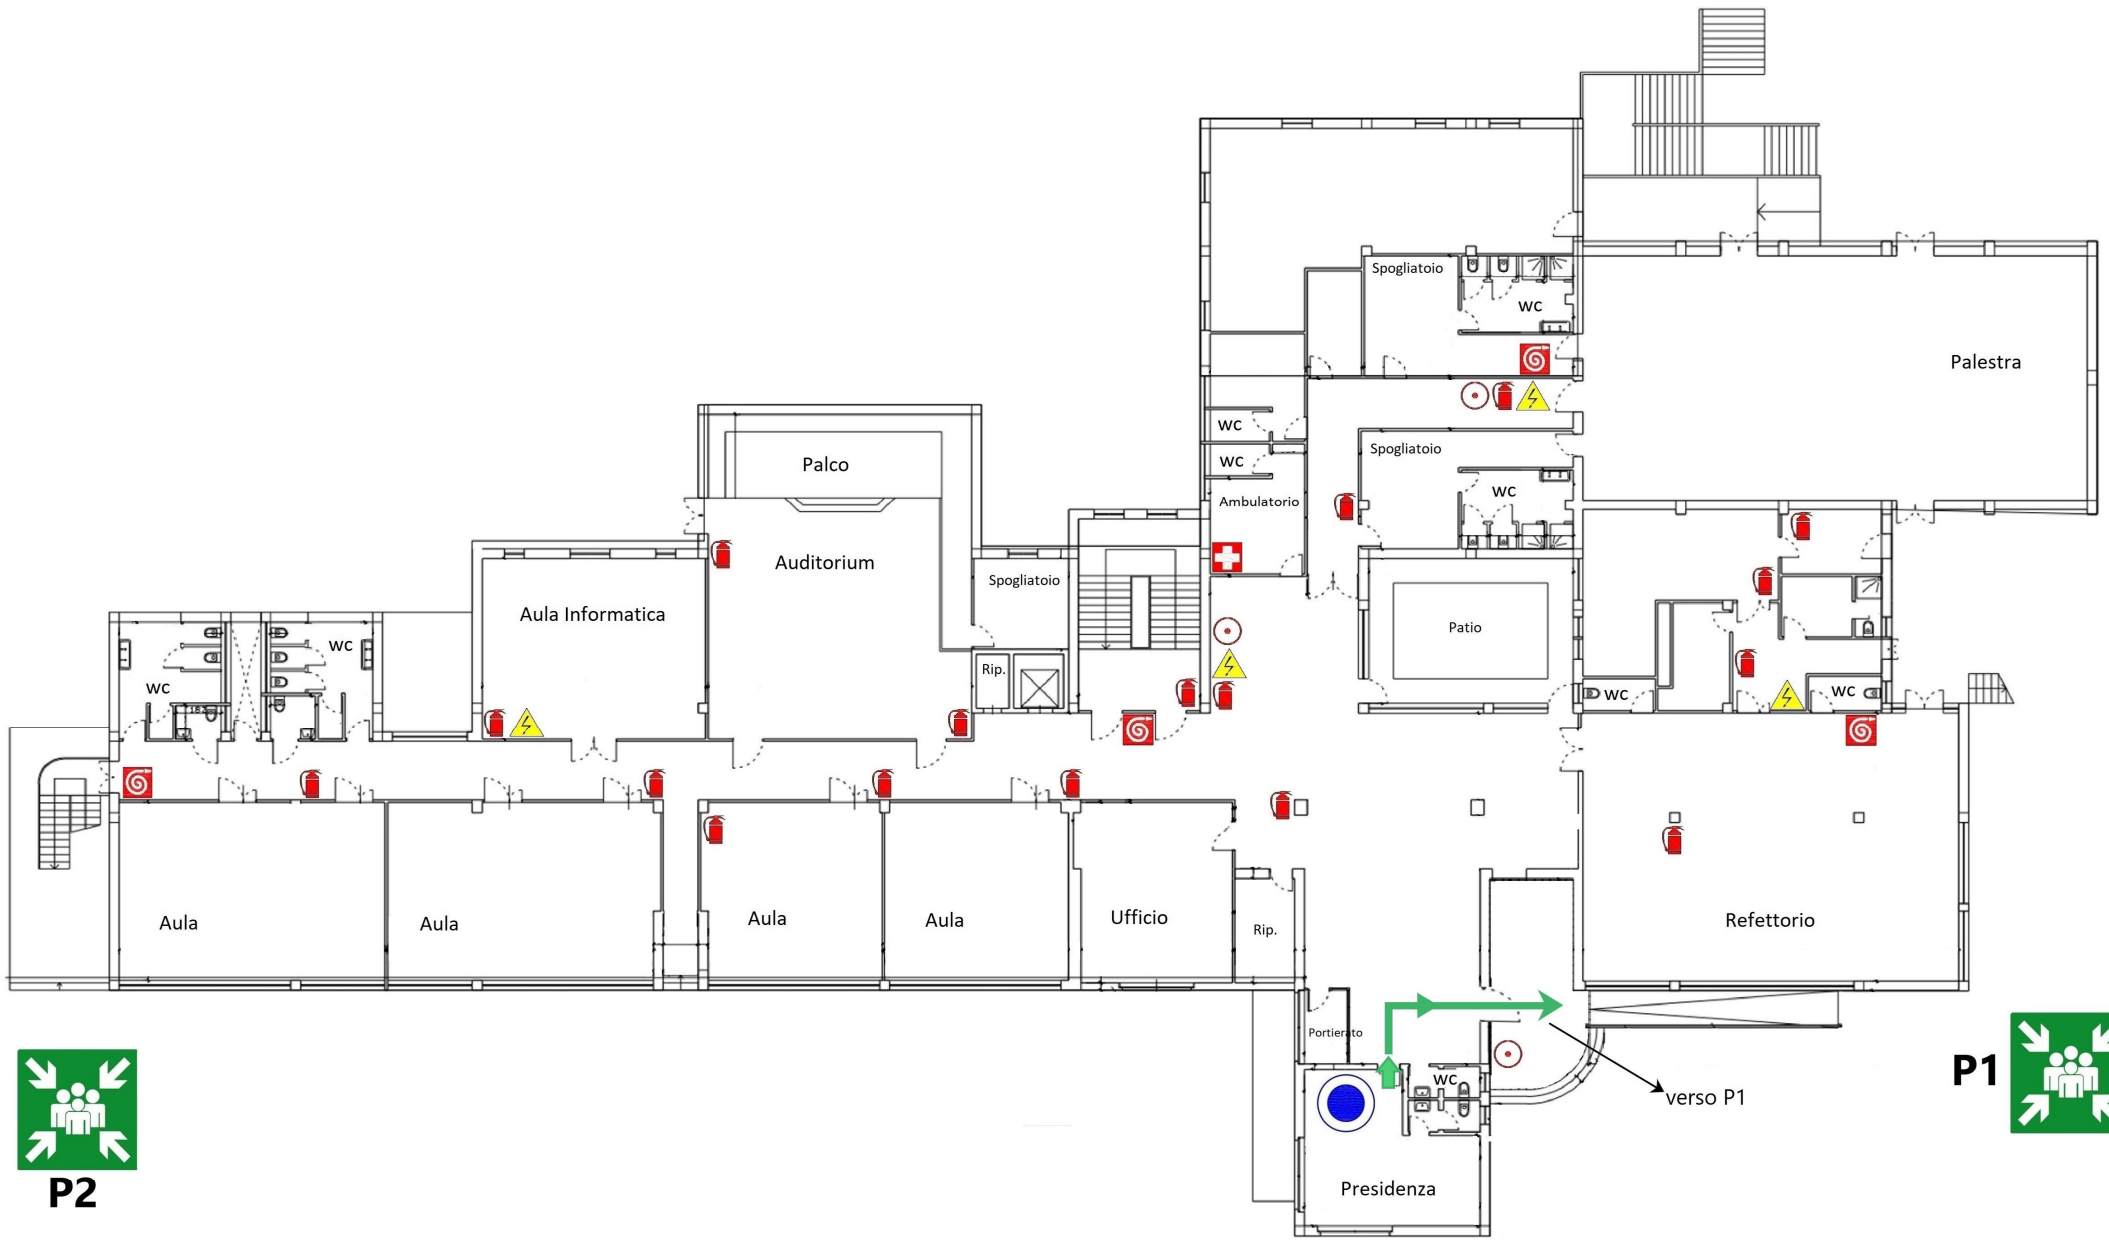 Spogliatoio
wc
Palestra
wc
Spogliatoio
Palco
wc
wc
Ambulatorio
Auditorium
Spogliatoio
Aula Informatica
Patio
wc
Rip.
wc
wc
wc
Aula
Aula
Aula
Aula
Ufficio
Rip.
Refettorio
Portierato
wc
verso P1
P1
Presidenza
P2